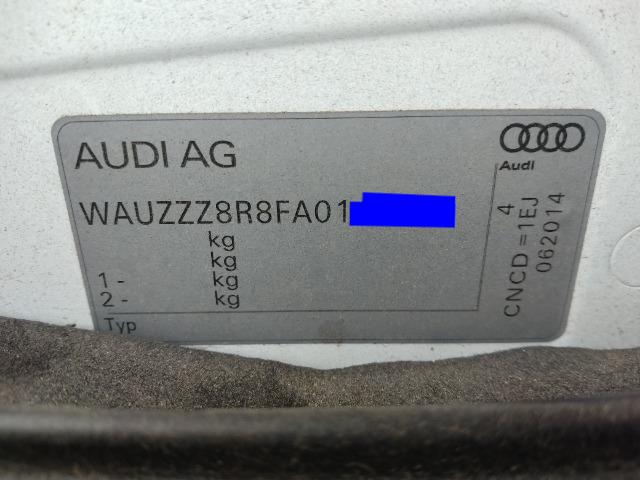 AUDI AG
Audi
WAUZZZ8R8FA01
kg
kg
1 - kg
2 - kg
Typ
4
CNCD =1EJ
062014